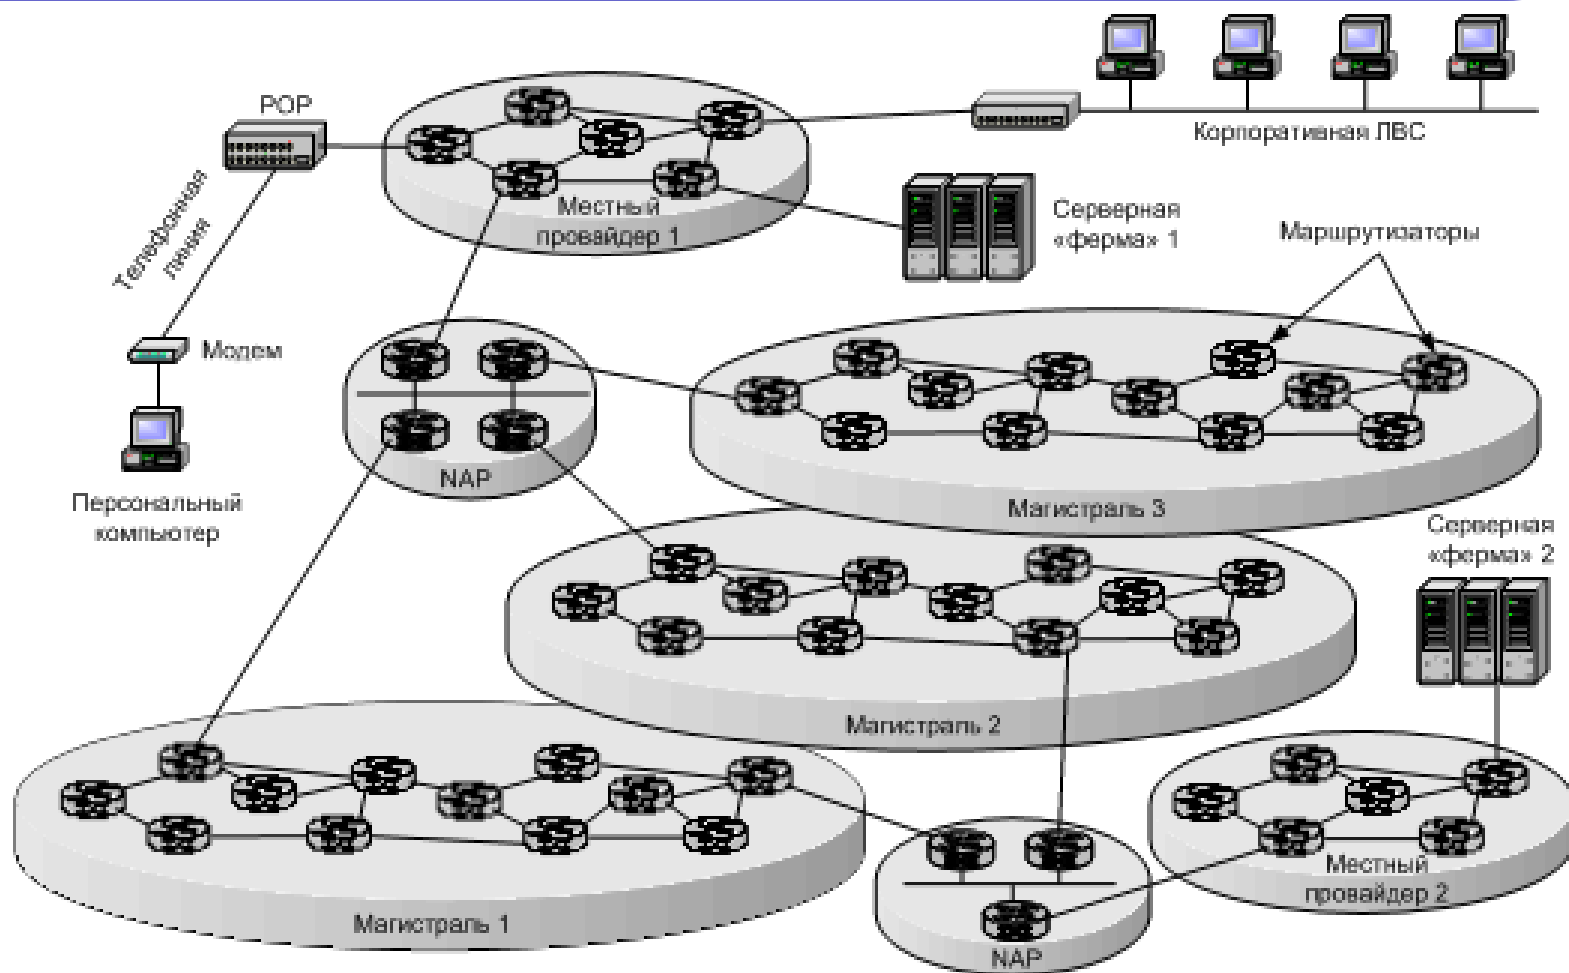 POP
Корпоративная ЛВС
Телефонная
линия
Местный
провайдер 1
Серверная
«ферма» 1
Маршрутизаторы
Модем
NAP
Персональный
компьютер
Магистраль 3
Серверная
«ферма» 2
Магистраль 2
Местный
провайдер 2
Магистраль 1
NAP